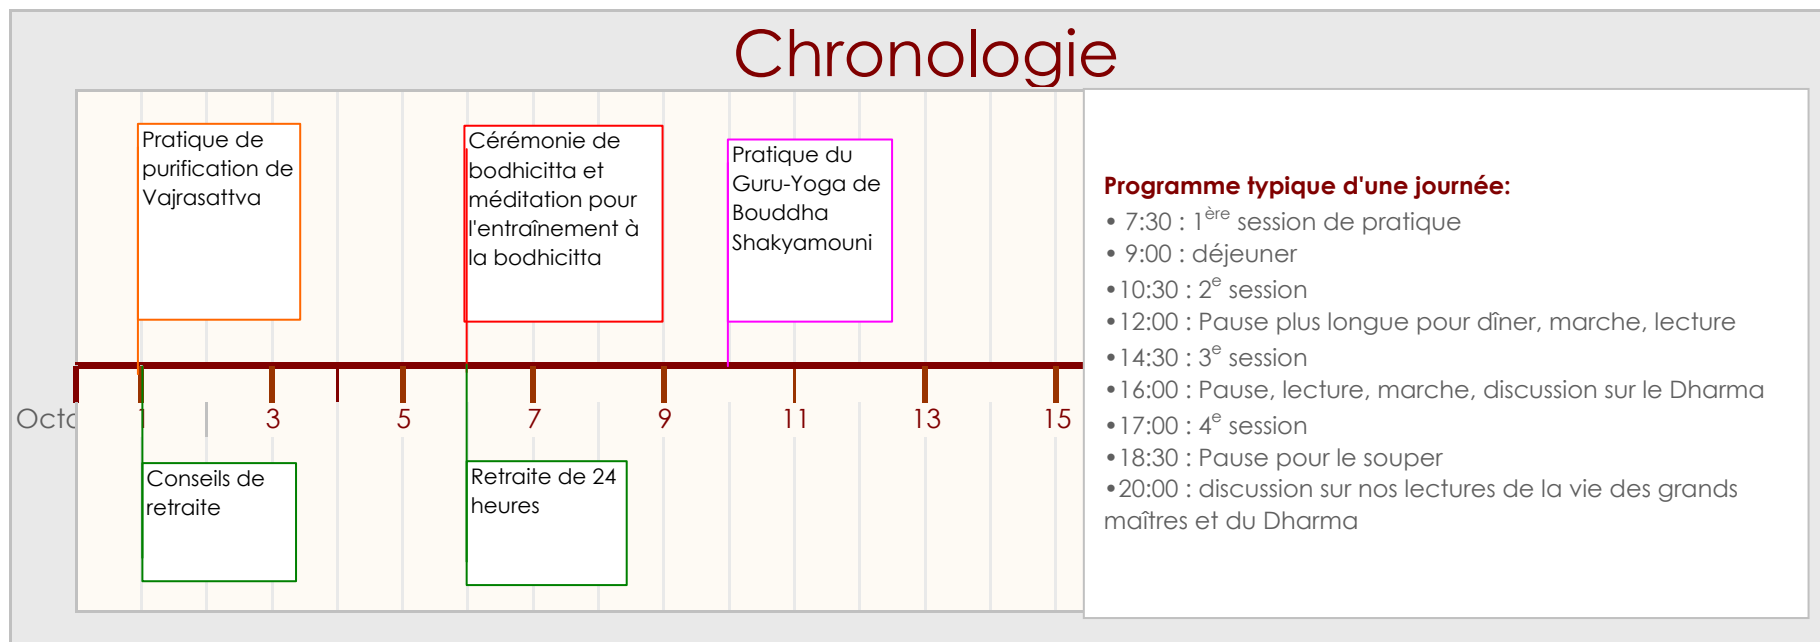 Chronologie
Pratique de
purification de
Vajrasattva
Cérémonie de
bodhicitta et
méditation pour
l'entraînement à
la bodhicitta
Pratique du
Guru-Yoga de
Bouddha
Shakyamouni
Octo
1 3 5 7 9 11 13 15
Conseils de
retraite
Retraite de 24
heures
Programme typique d'une journée:
• 7:30 : 1ère session de pratique
• 9:00 : déjeuner
•10:30 : 2e session
•12:00 : Pause plus longue pour dîner, marche, lecture
•14:30 : 3e session
•16:00 : Pause, lecture, marche, discussion sur le Dharma
•17:00 : 4e session
•18:30 : Pause pour le souper
•20:00 : discussion sur nos lectures de la vie des grands
maîtres et du Dharma